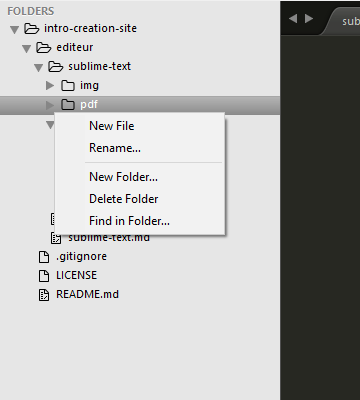 FOLDERS
intro-creation-site
editeur
sublime-text
img
pdf
New File
Rename...
New Folder...
Delete Folder
Find in Folder...
sublime-text.md
.gitignore
LICENSE
README.md
sub